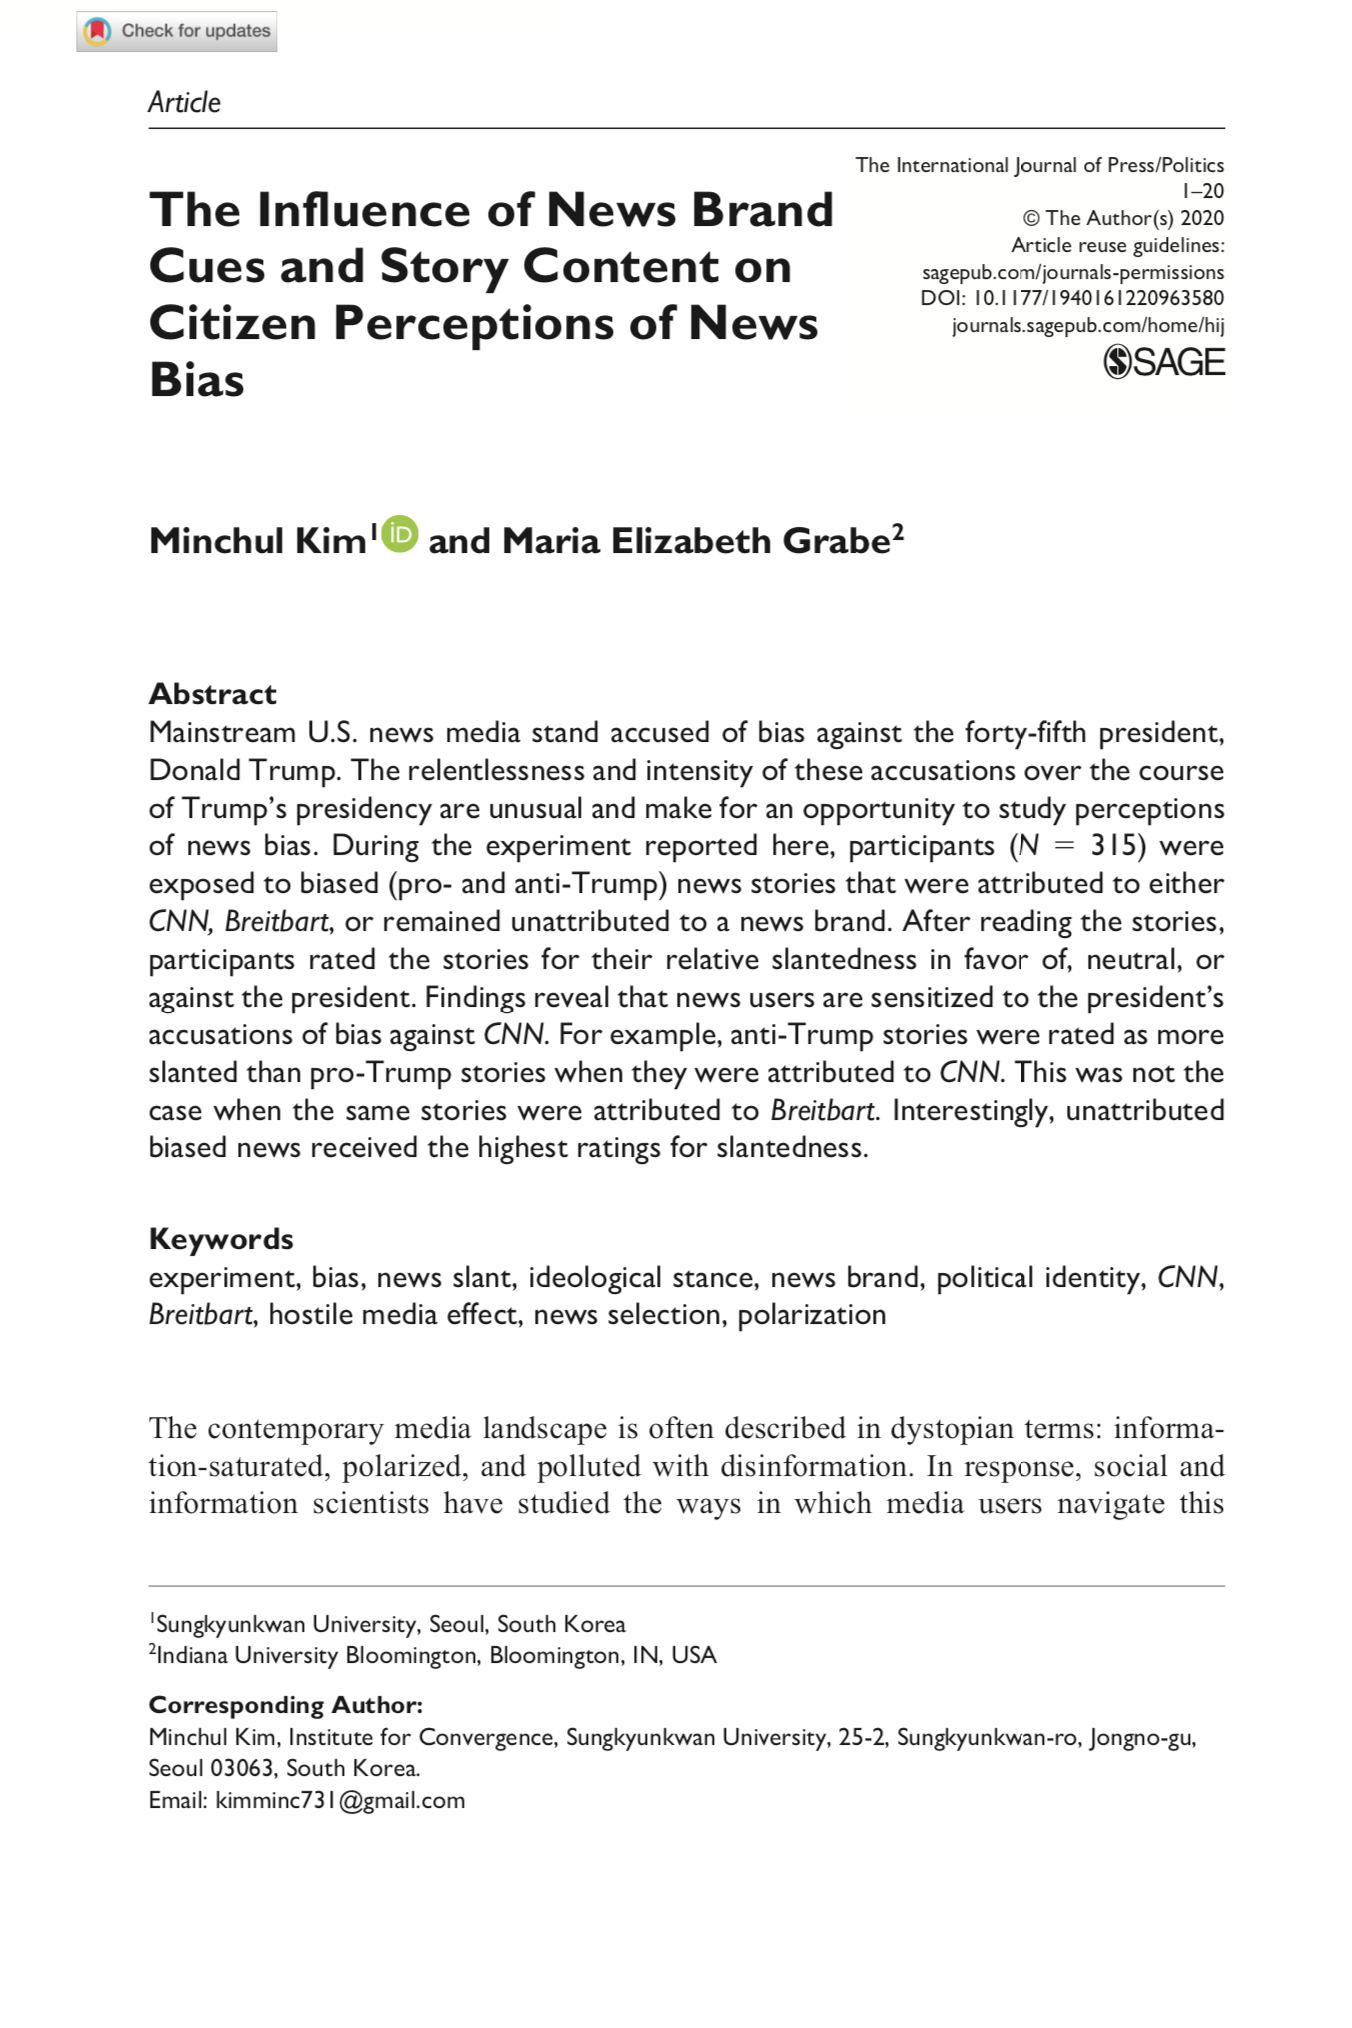 Check for updates
Article
The International Journal of Press/Politics
1–20
© The Author(s) 2020
Article reuse guidelines:
sagepub.com/journals-permissions
DOI: 10.1177/1940161220963580
journals.sagepub.com/home/hij
SAGE
The Influence of News Brand
Cues and Story Content on
Citizen Perceptions of News
Bias
Minchul Kim¹ iD and Maria Elizabeth Grabe²
Abstract
Mainstream U.S. news media stand accused of bias against the forty-fifth president,
Donald Trump. The relentlessness and intensity of these accusations over the course
of Trump’s presidency are unusual and make for an opportunity to study perceptions
of news bias. During the experiment reported here, participants (N = 315) were
exposed to biased (pro- and anti-Trump) news stories that were attributed to either
CNN, Breitbart, or remained unattributed to a news brand. After reading the stories,
participants rated the stories for their relative slantedness in favor of, neutral, or
against the president. Findings reveal that news users are sensitized to the president’s
accusations of bias against CNN. For example, anti-Trump stories were rated as more
slanted than pro-Trump stories when they were attributed to CNN. This was not the
case when the same stories were attributed to Breitbart. Interestingly, unattributed
biased news received the highest ratings for slantedness.
Keywords
experiment, bias, news slant, ideological stance, news brand, political identity, CNN,
Breitbart, hostile media effect, news selection, polarization
The contemporary media landscape is often described in dystopian terms: informa-
tion-saturated, polarized, and polluted with disinformation. In response, social and
information scientists have studied the ways in which media users navigate this
¹Sungkyunkwan University, Seoul, South Korea
²Indiana University Bloomington, Bloomington, IN, USA
Corresponding Author:
Minchul Kim, Institute for Convergence, Sungkyunkwan University, 25-2, Sungkyunkwan-ro, Jongno-gu,
Seoul 03063, South Korea.
Email: kimminc731@gmail.com